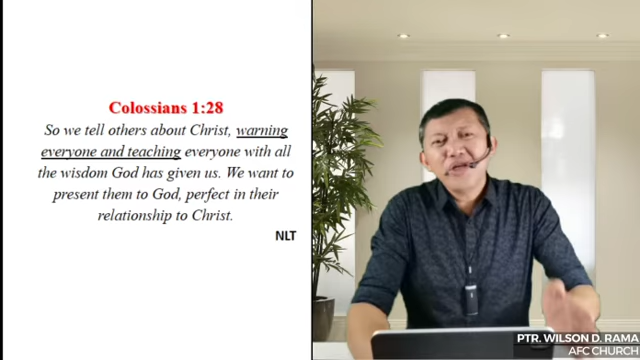 Colossians 1:28
So we tell others about Christ, warning
everyone and teaching everyone with all
the wisdom God has given us. We want to
present them to God, perfect in their
relationship to Christ.
NLT
PTR. WILSON D. RAMA
AFC CHURCH